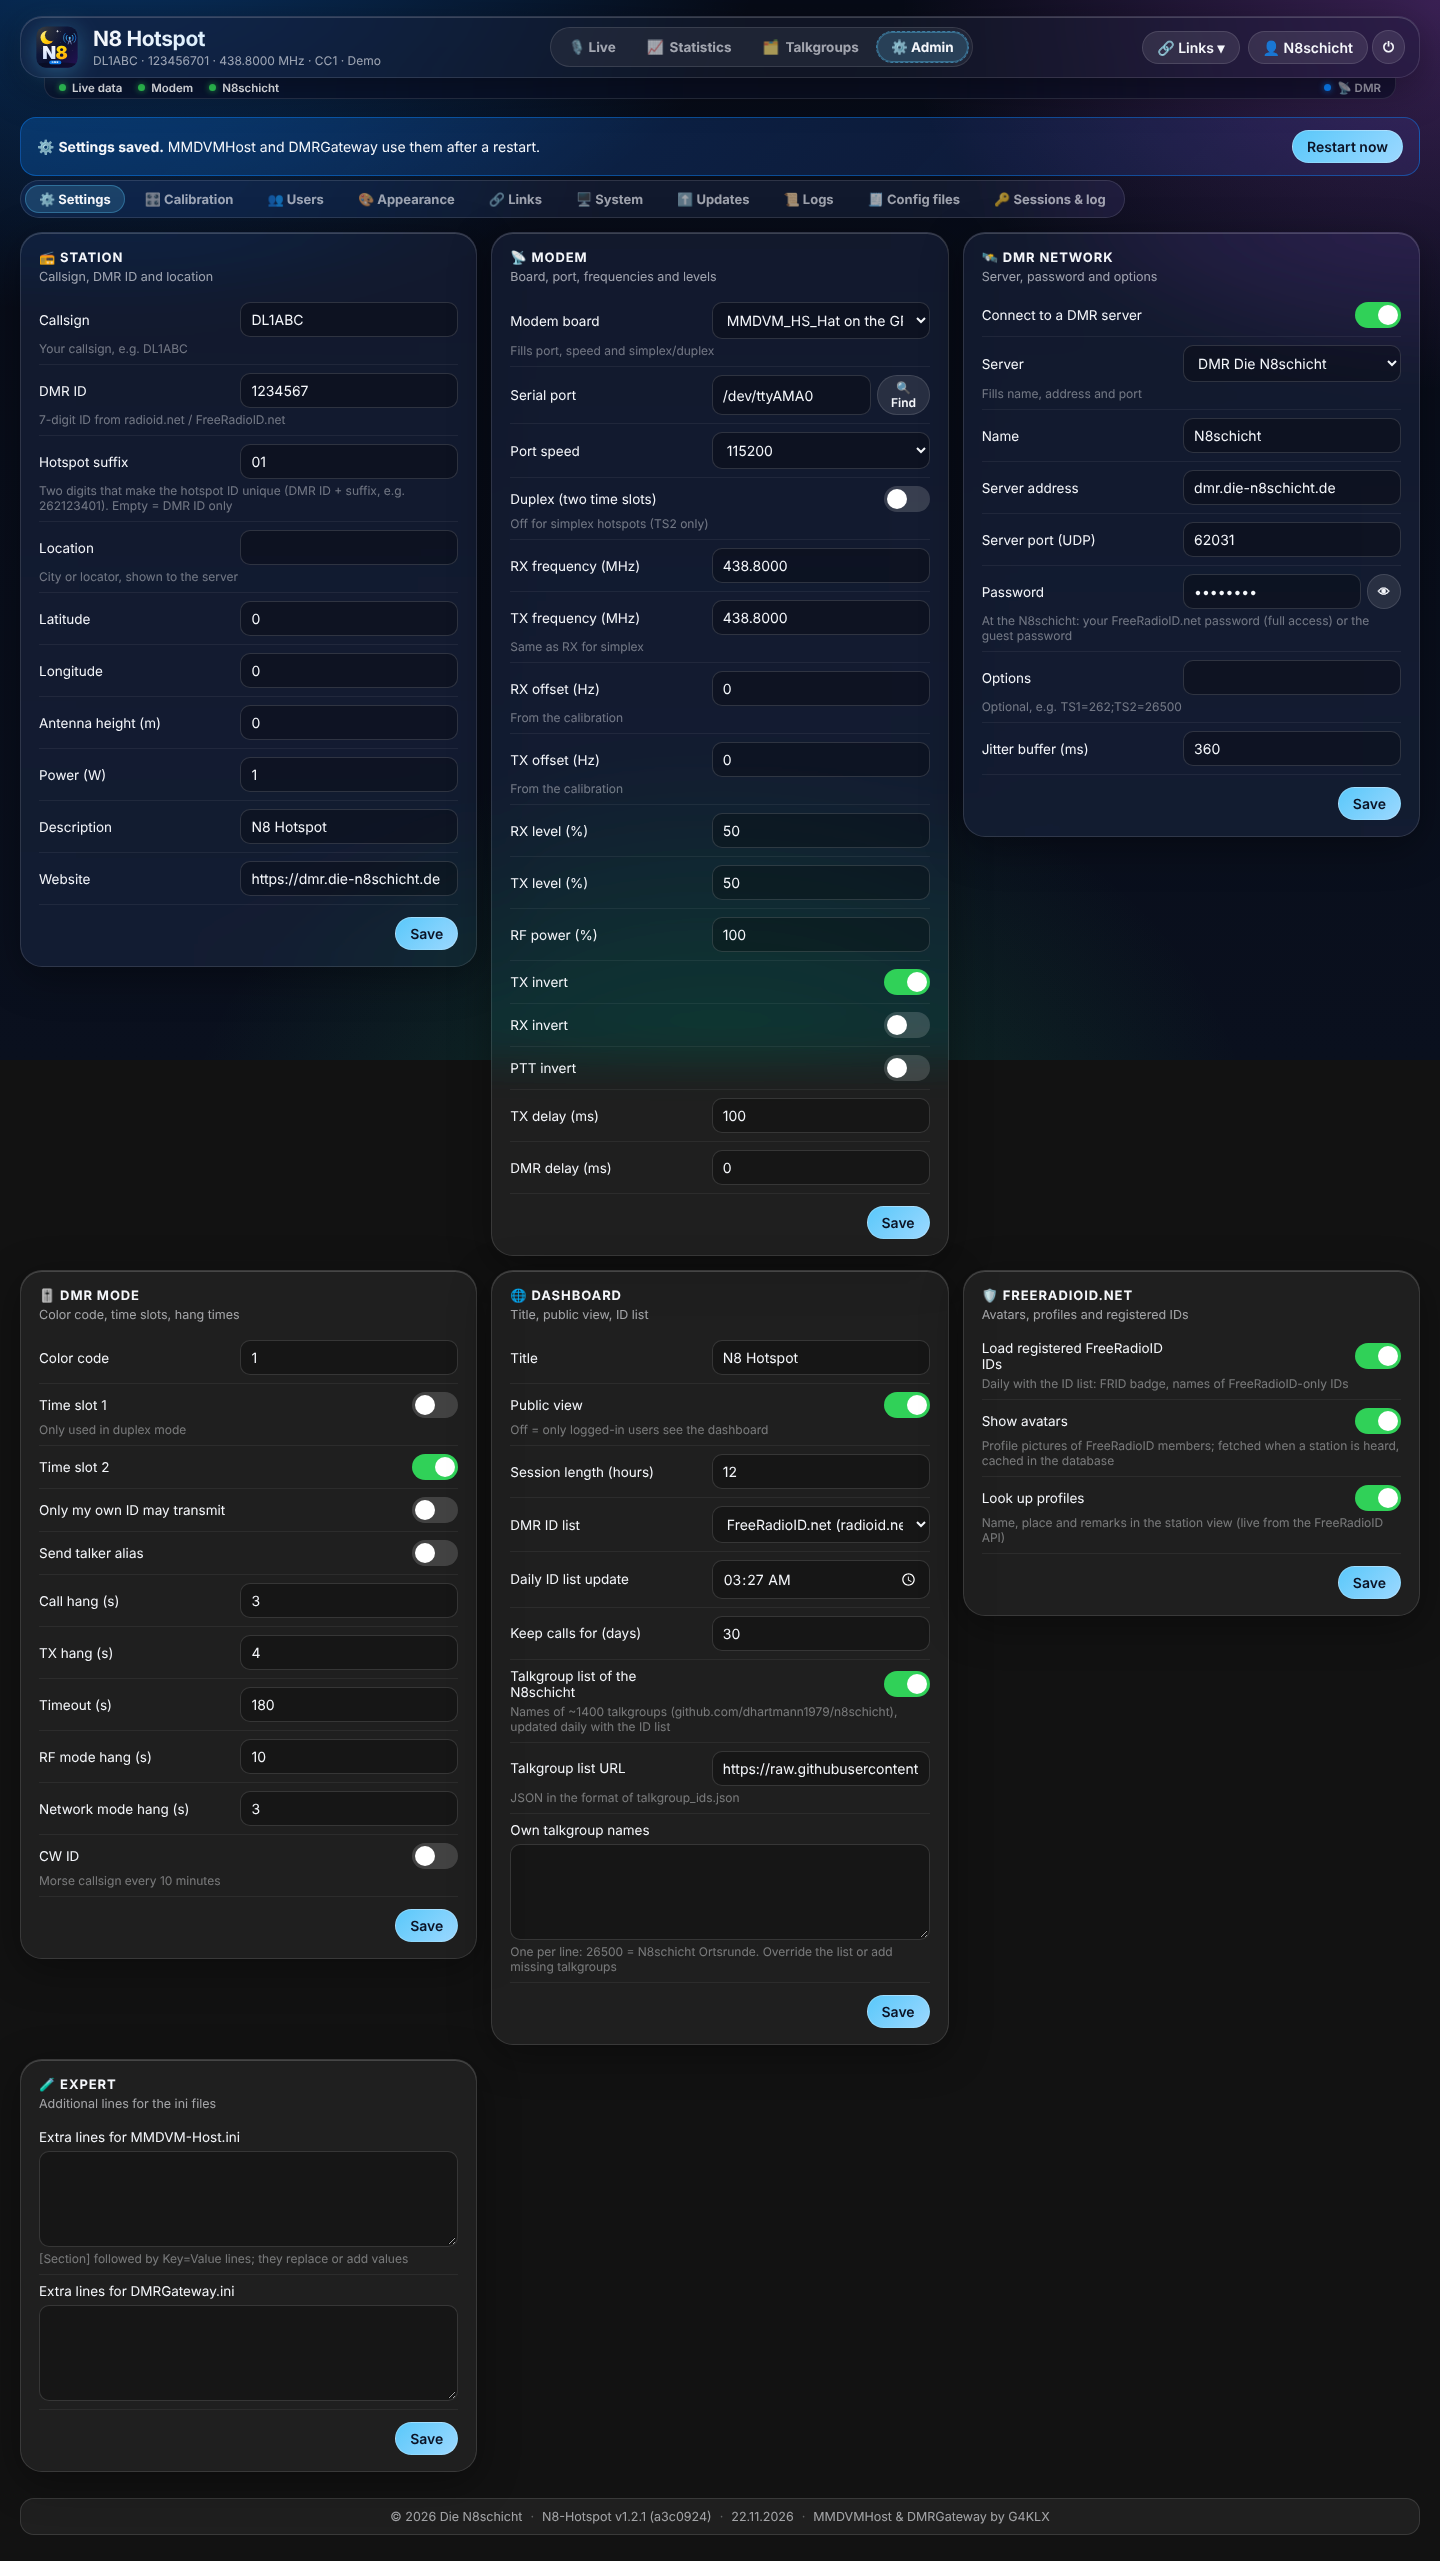 N8 Hotspot
DL1ABC · 123456701 · 438.8000 MHz · CC1 · Demo
Live
Statistics
Talkgroups
Admin
Links ▾
N8schicht
Live data
Modem
N8schicht
DMR
Settings saved. MMDVMHost and DMRGateway use them after a restart.
Restart now
Settings
Calibration
Users
Appearance
Links
System
Updates
Logs
Config files
Sessions & log
STATION
Callsign, DMR ID and location
Callsign
DL1ABC
Your callsign, e.g. DL1ABC
DMR ID
1234567
7-digit ID from radioid.net / FreeRadioID.net
Hotspot suffix
01
Two digits that make the hotspot ID unique (DMR ID + suffix, e.g.
262123401). Empty = DMR ID only
Location
City or locator, shown to the server
Latitude
0
Longitude
0
Antenna height (m)
0
Power (W)
1
Description
N8 Hotspot
Website
https://dmr.die-n8schicht.de
Save
MODEM
Board, port, frequencies and levels
Modem board
MMDVM_HS_Hat on the GF
Fills port, speed and simplex/duplex
Serial port
/dev/ttyAMA0
Find
Port speed
115200
Duplex (two time slots)
Off for simplex hotspots (TS2 only)
RX frequency (MHz)
438.8000
TX frequency (MHz)
438.8000
Same as RX for simplex
RX offset (Hz)
0
From the calibration
TX offset (Hz)
0
From the calibration
RX level (%)
50
TX level (%)
50
RF power (%)
100
TX invert
RX invert
PTT invert
TX delay (ms)
100
DMR delay (ms)
0
Save
DMR NETWORK
Server, password and options
Connect to a DMR server
Server
DMR Die N8schicht
Fills name, address and port
Name
N8schicht
Server address
dmr.die-n8schicht.de
Server port (UDP)
62031
Password
••••••••
At the N8schicht: your FreeRadioID.net password (full access) or the
guest password
Options
Optional, e.g. TS1=262;TS2=26500
Jitter buffer (ms)
360
Save
DMR MODE
Color code, time slots, hang times
Color code
1
Time slot 1
Only used in duplex mode
Time slot 2
Only my own ID may transmit
Send talker alias
Call hang (s)
3
TX hang (s)
4
Timeout (s)
180
RF mode hang (s)
10
Network mode hang (s)
3
CW ID
Morse callsign every 10 minutes
Save
DASHBOARD
Title, public view, ID list
Title
N8 Hotspot
Public view
Off = only logged-in users see the dashboard
Session length (hours)
12
DMR ID list
FreeRadioID.net (radioid.ne
Daily ID list update
03:27 AM
Keep calls for (days)
30
Talkgroup list of the
N8schicht
Names of ~1400 talkgroups (github.com/dhartmann1979/n8schicht),
updated daily with the ID list
Talkgroup list URL
https://raw.githubusercontent
JSON in the format of talkgroup_ids.json
Own talkgroup names
One per line: 26500 = N8schicht Ortsrunde. Override the list or add
missing talkgroups
Save
FREERADIOID.NET
Avatars, profiles and registered IDs
Load registered FreeRadioID
IDs
Daily with the ID list: FRID badge, names of FreeRadioID-only IDs
Show avatars
Profile pictures of FreeRadioID members; fetched when a station is heard,
cached in the database
Look up profiles
Name, place and remarks in the station view (live from the FreeRadioID
API)
Save
EXPERT
Additional lines for the ini files
Extra lines for MMDVM-Host.ini
[Section] followed by Key=Value lines; they replace or add values
Extra lines for DMRGateway.ini
Save
© 2026 Die N8schicht · N8-Hotspot v1.2.1 (a3c0924) · 22.11.2026 · MMDVMHost & DMRGateway by G4KLX